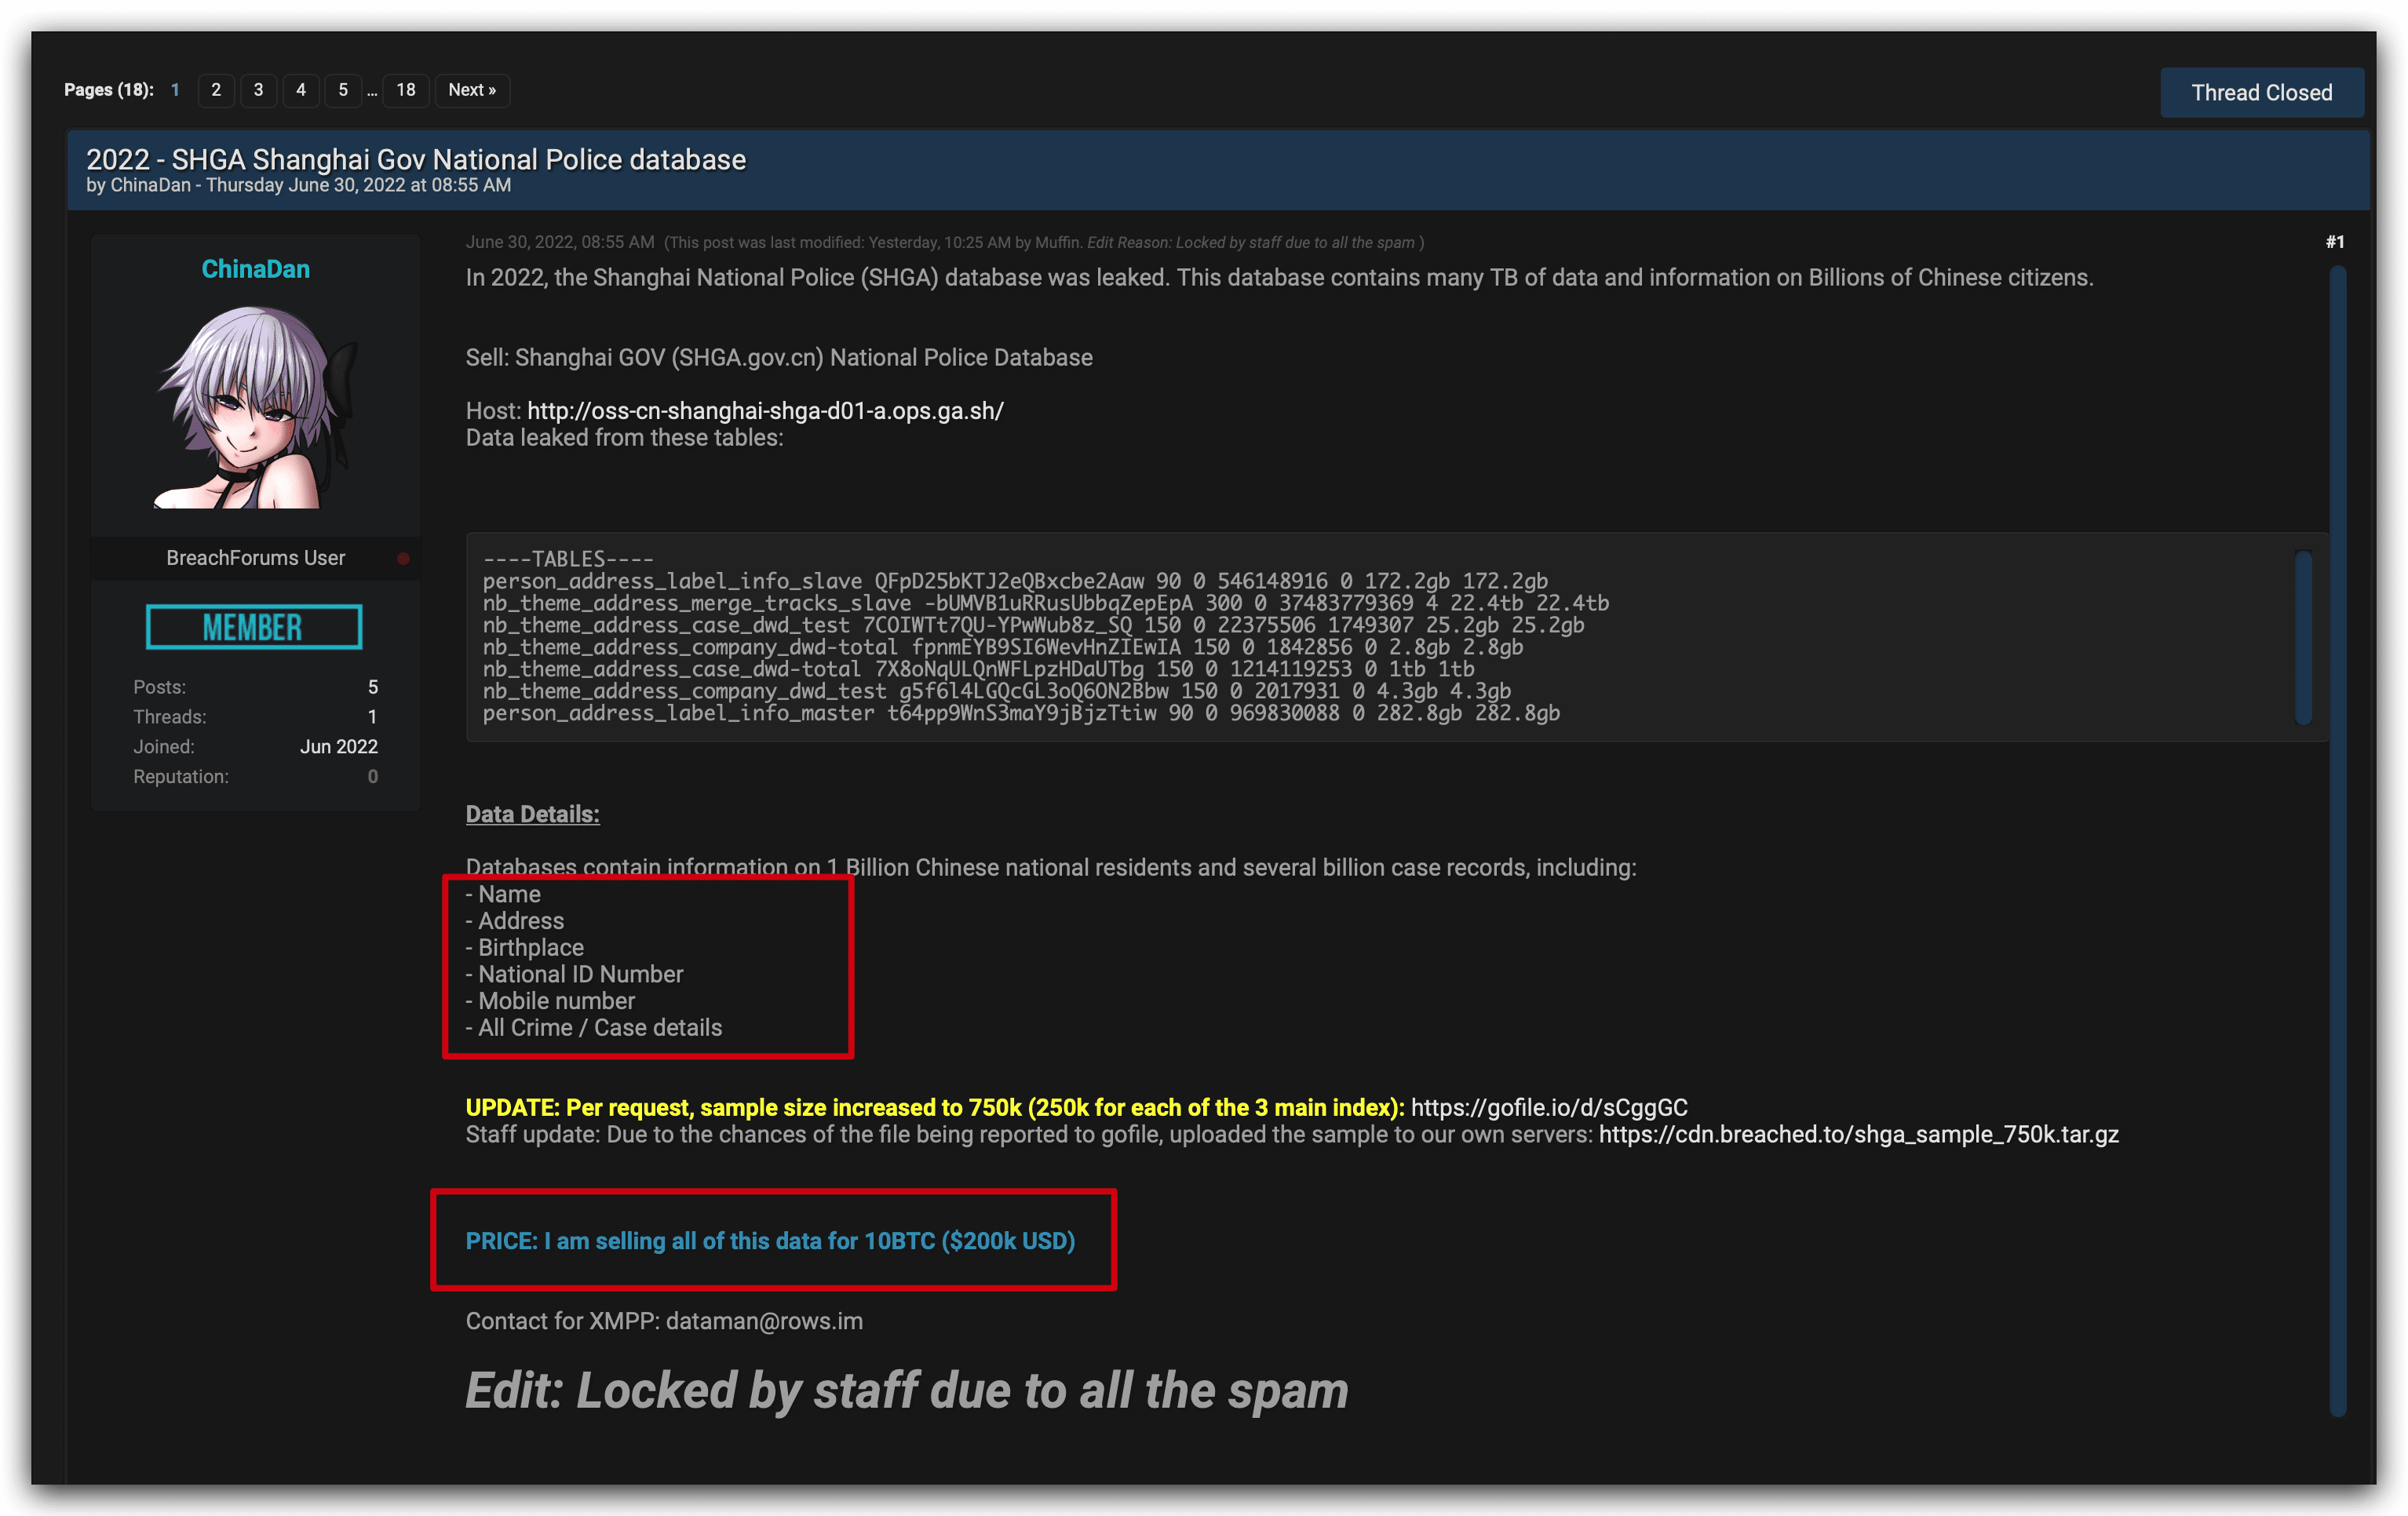 Pages (18): 1 2 3 4 5 ... 18 Next »
Thread Closed
2022 - SHGA Shanghai Gov National Police database
by ChinaDan - Thursday June 30, 2022 at 08:55 AM
ChinaDan
BreachForums User
MEMBER
Posts: 5
Threads: 1
Joined: Jun 2022
Reputation: 0
June 30, 2022, 08:55 AM (This post was last modified: Yesterday, 10:25 AM by Muffin. Edit Reason: Locked by staff due to all the spam )
#1
In 2022, the Shanghai National Police (SHGA) database was leaked. This database contains many TB of data and information on Billions of Chinese citizens.
Sell: Shanghai GOV (SHGA.gov.cn) National Police Database
Host: http://oss-cn-shanghai-shga-d01-a.ops.ga.sh/
Data leaked from these tables:
----TABLES----
person_address_label_info_slave QFpD25bKTJ2eQBxcbe2Aaw 90 0 546148916 0 172.2gb 172.2gb
nb_theme_address_merge_tracks_slave -bUMVB1uRRusUbbqZepEpA 300 0 37483779369 4 22.4tb 22.4tb
nb_theme_address_case_dwd_test 7COIWTt7QU-YPwWub8z_SQ 150 0 22375506 1749307 25.2gb 25.2gb
nb_theme_address_company_dwd-total fpnmEYB9SI6WevHnZIEwIA 150 0 1842856 0 2.8gb 2.8gb
nb_theme_address_case_dwd-total 7X8oNqULQnWFLpzHDaUTbg 150 0 1214119253 0 1tb 1tb
nb_theme_address_company_dwd_test g5f6l4LGQcGL3oQ6ON2Bbw 150 0 2017931 0 4.3gb 4.3gb
person_address_label_info_master t64pp9WnS3maY9jBjzTtiw 90 0 969830088 0 282.8gb 282.8gb
Data Details:
Databases contain information on 1 Billion Chinese national residents and several billion case records, including:
- Name
- Address
- Birthplace
- National ID Number
- Mobile number
- All Crime / Case details
UPDATE: Per request, sample size increased to 750k (250k for each of the 3 main index): https://gofile.io/d/sCggGC
Staff update: Due to the chances of the file being reported to gofile, uploaded the sample to our own servers: https://cdn.breached.to/shga_sample_750k.tar.gz
PRICE: I am selling all of this data for 10BTC ($200k USD)
Contact for XMPP: dataman@rows.im
Edit: Locked by staff due to all the spam